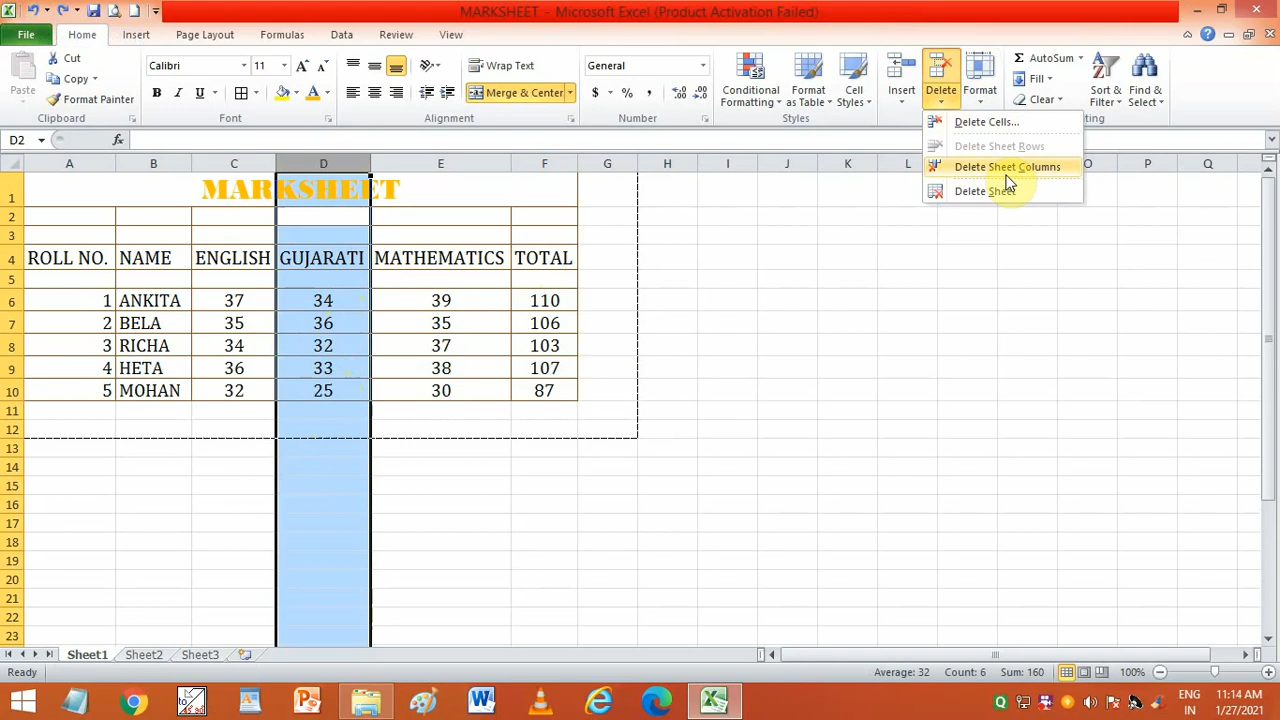 MARKSHEET - Microsoft Excel (Product Activation Failed)
File Home Insert Page Layout Formulas Data Review View
Paste Cut Copy Format Painter Clipboard
Calibri 11 B I U A Font
Wrap Text Merge & Center Alignment
General $ % , Number
Conditional Formatting Format as Table Cell Styles Styles
Insert Delete Format
Σ AutoSum Fill Clear Sort & Filter Find & Select
Delete Cells...
Delete Sheet Rows
Delete Sheet Columns
Delete Sheet
D2 fx
A B C D E F G H I J K L O P Q
1 MARKSHEET
2
3
4 ROLL NO. NAME ENGLISH GUJARATI MATHEMATICS TOTAL
5
6 1 ANKITA 37 34 39 110
7 2 BELA 35 36 35 106
8 3 RICHA 34 32 37 103
9 4 HETA 36 33 38 107
10 5 MOHAN 32 25 30 87
11
12
13
14
15
16
17
18
19
20
21
22
23
Sheet1 Sheet2 Sheet3
Ready Average: 32 Count: 6 Sum: 160 100%
ENG 11:14 AM
IN 1/27/2021